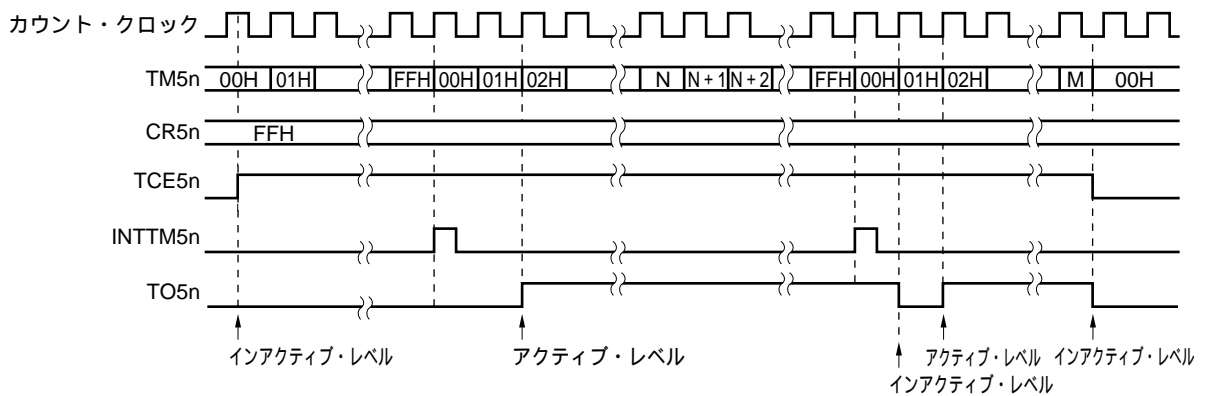 カウント・クロック
TM5n 00H 01H FFH 00H 01H 02H N N + 1 N + 2 FFH 00H 01H 02H M 00H
CR5n FFH
TCE5n
INTTM5n
TO5n
インアクティブ・レベル アクティブ・レベル アクティブ・レベル インアクティブ・レベル
インアクティブ・レベル